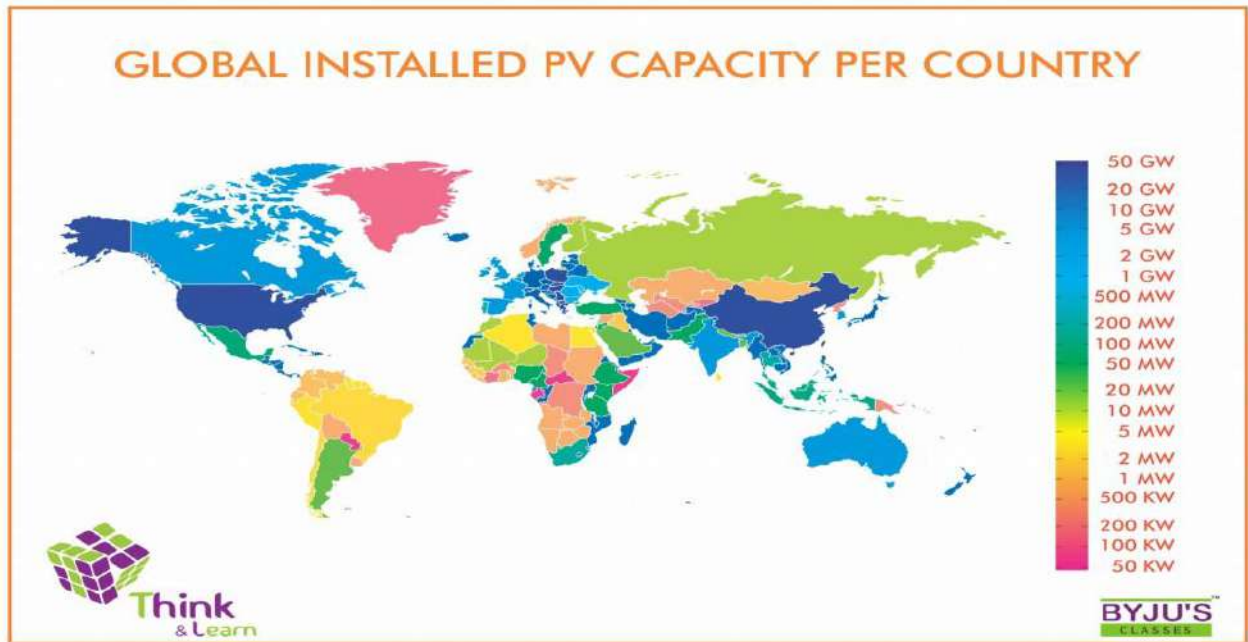 GLOBAL INSTALLED PV CAPACITY PER COUNTRY
50 GW
20 GW
10 GW
5 GW
2 GW
1 GW
500 MW
200 MW
100 MW
50 MW
20 MW
10 MW
5 MW
2 MW
1 MW
500 KW
200 KW
100 KW
50 KW
Think
& Learn
BYJU'S™
CLASSES